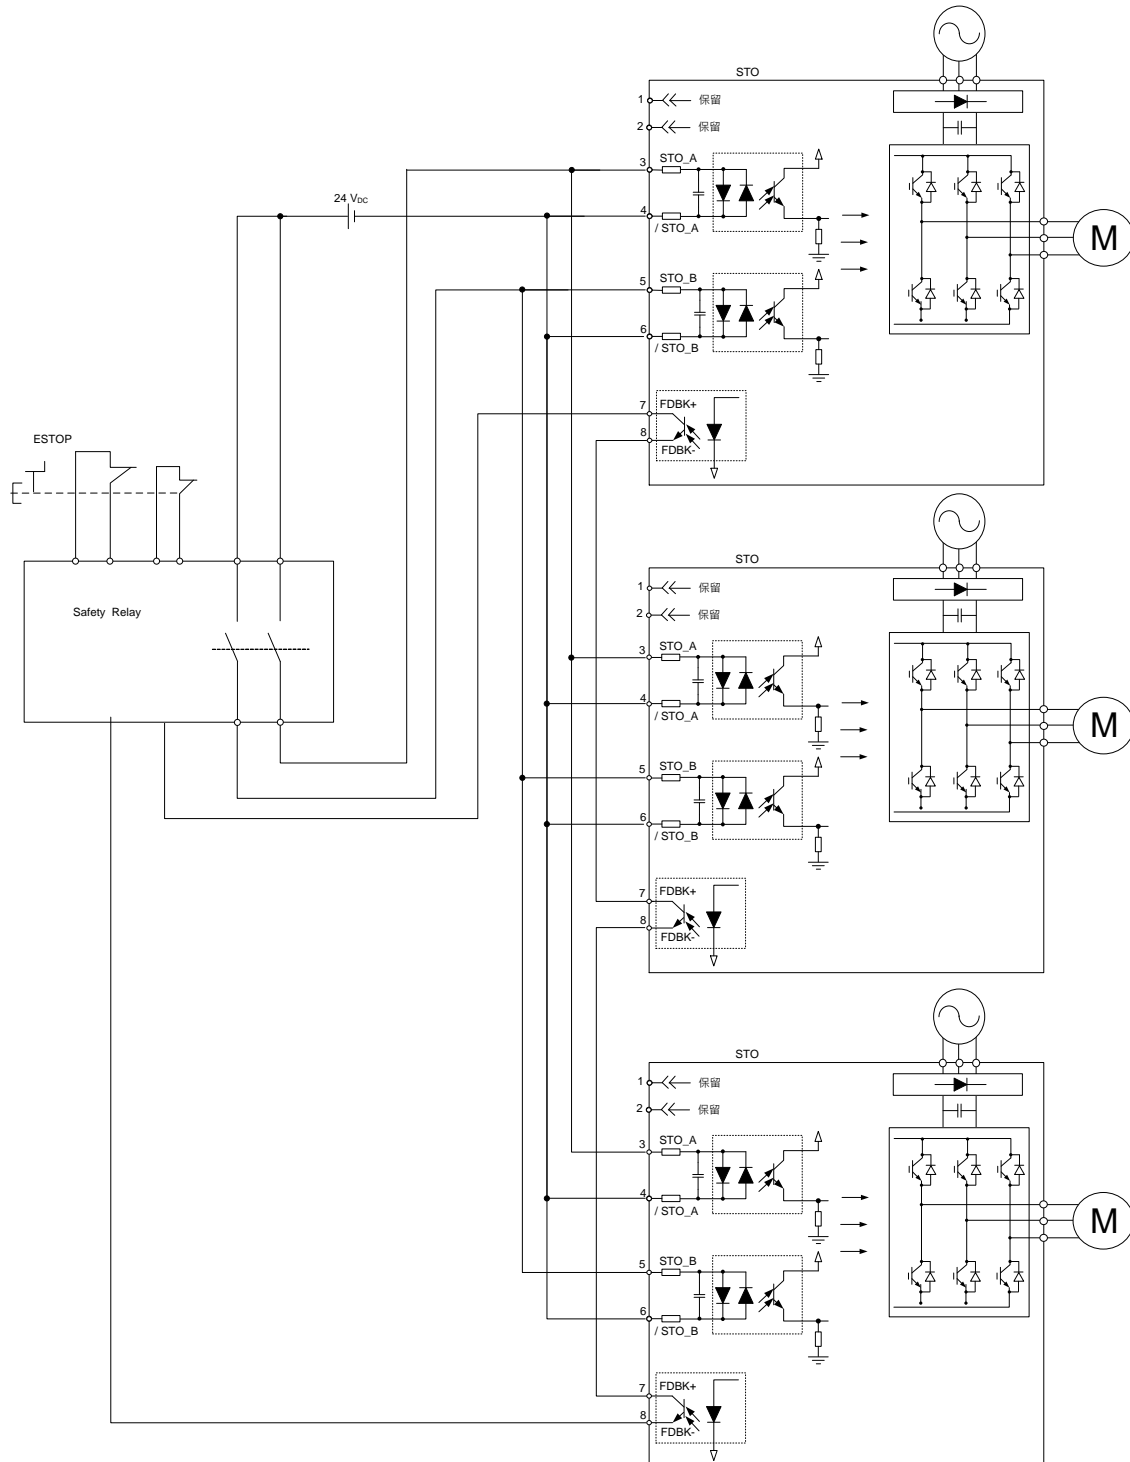 STO
1 保留
2 保留
3 STO_A
24 VDC
4
/ STO_A
M
5 STO_B
6
/ STO_B
7 FDBK+
8
FDBK-
ESTOP
Safety Relay
STO
1 保留
2 保留
3 STO_A
4
/ STO_A
M
5 STO_B
6
/ STO_B
7 FDBK+
8
FDBK-
STO
1 保留
2 保留
3 STO_A
4
/ STO_A
M
5 STO_B
6
/ STO_B
7 FDBK+
8
FDBK-